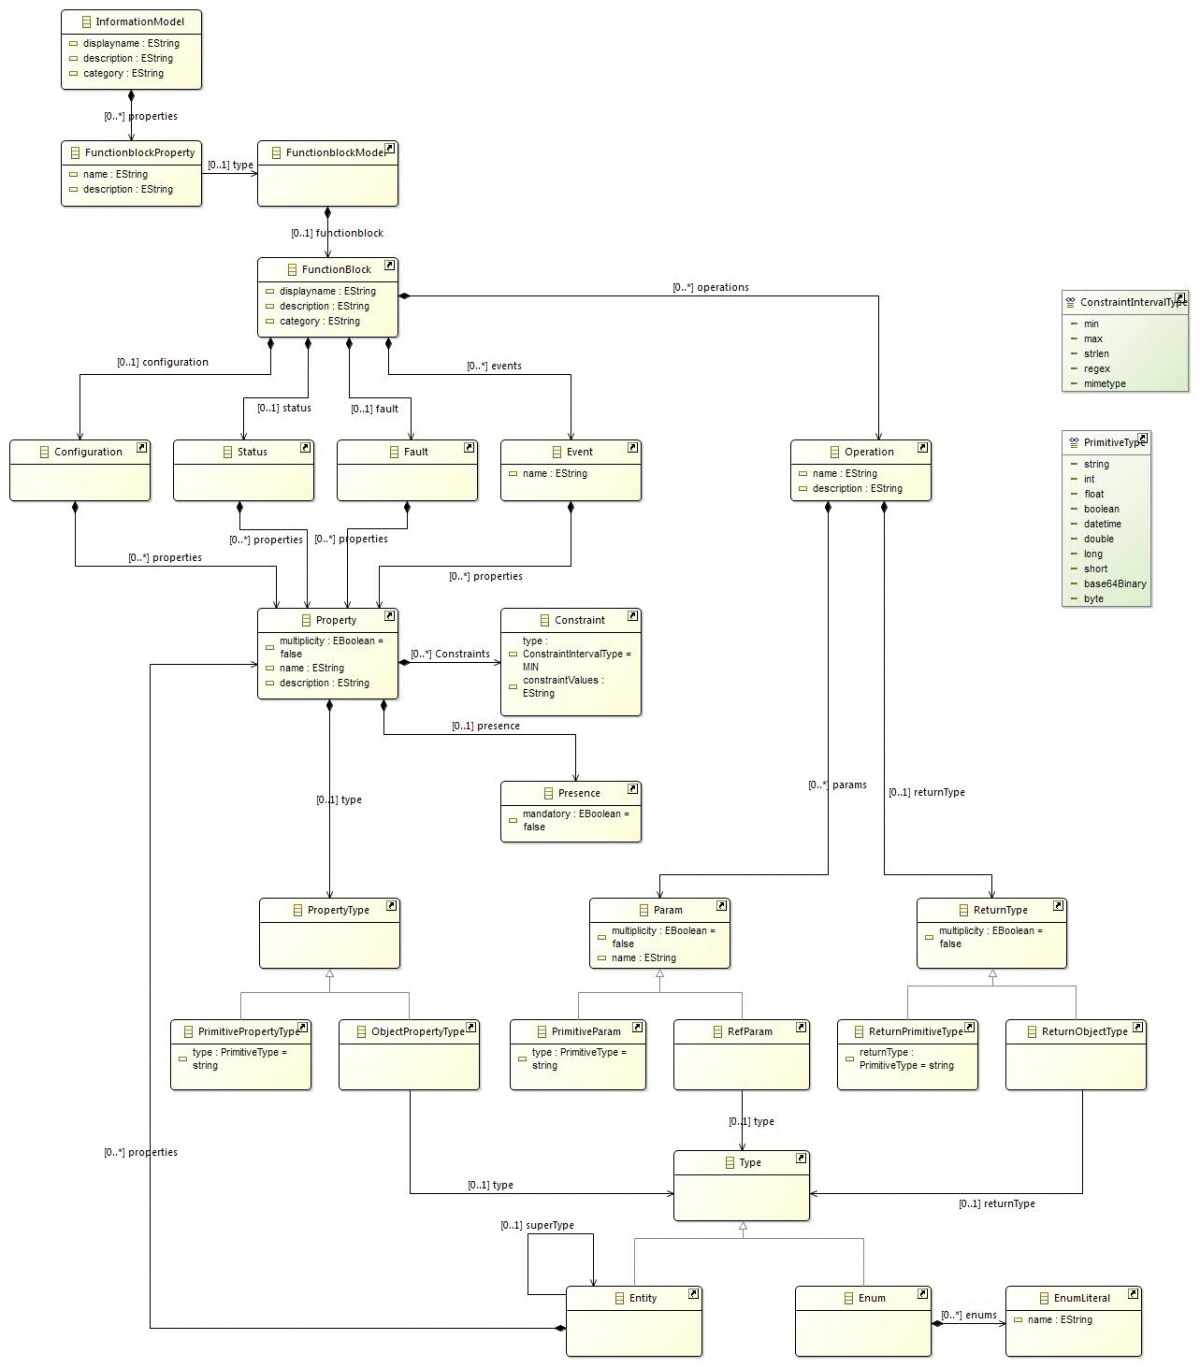 InformationModel
displayname : EString
description : EString
category : EString
[0..*] properties
FunctionblockProperty
name : EString
description : EString
[0..1] type
FunctionblockModel
[0..1] functionblock
FunctionBlock
displayname : EString
description : EString
category : EString
[0..*] operations
ConstraintIntervalType
min
max
strlen
regex
mimetype
[0..1] configuration
[0..1] status
[0..1] fault
[0..*] events
Configuration
Status
Fault
Event
name : EString
Operation
name : EString
description : EString
PrimitiveType
string
int
float
boolean
datetime
double
long
short
base64Binary
byte
[0..*] properties
[0..*] properties
[0..*] properties
[0..*] properties
Property
multiplicity : EBoolean =
false
name : EString
description : EString
[0..*] Constraints
Constraint
type :
ConstraintIntervalType =
MIN
constraintValues :
EString
[0..1] presence
Presence
mandatory : EBoolean =
false
[0..1] type
[0..*] params
[0..1] returnType
PropertyType
Param
multiplicity : EBoolean =
false
name : EString
ReturnType
multiplicity : EBoolean =
false
PrimitivePropertyType
type : PrimitiveType =
string
ObjectPropertyType
PrimitiveParam
type : PrimitiveType =
string
RefParam
ReturnPrimitiveType
returnType :
PrimitiveType = string
ReturnObjectType
[0..1] type
[0..*] properties
Type
[0..1] type
[0..1] returnType
[0..1] superType
Entity
Enum
[0..*] enums
EnumLiteral
name : EString